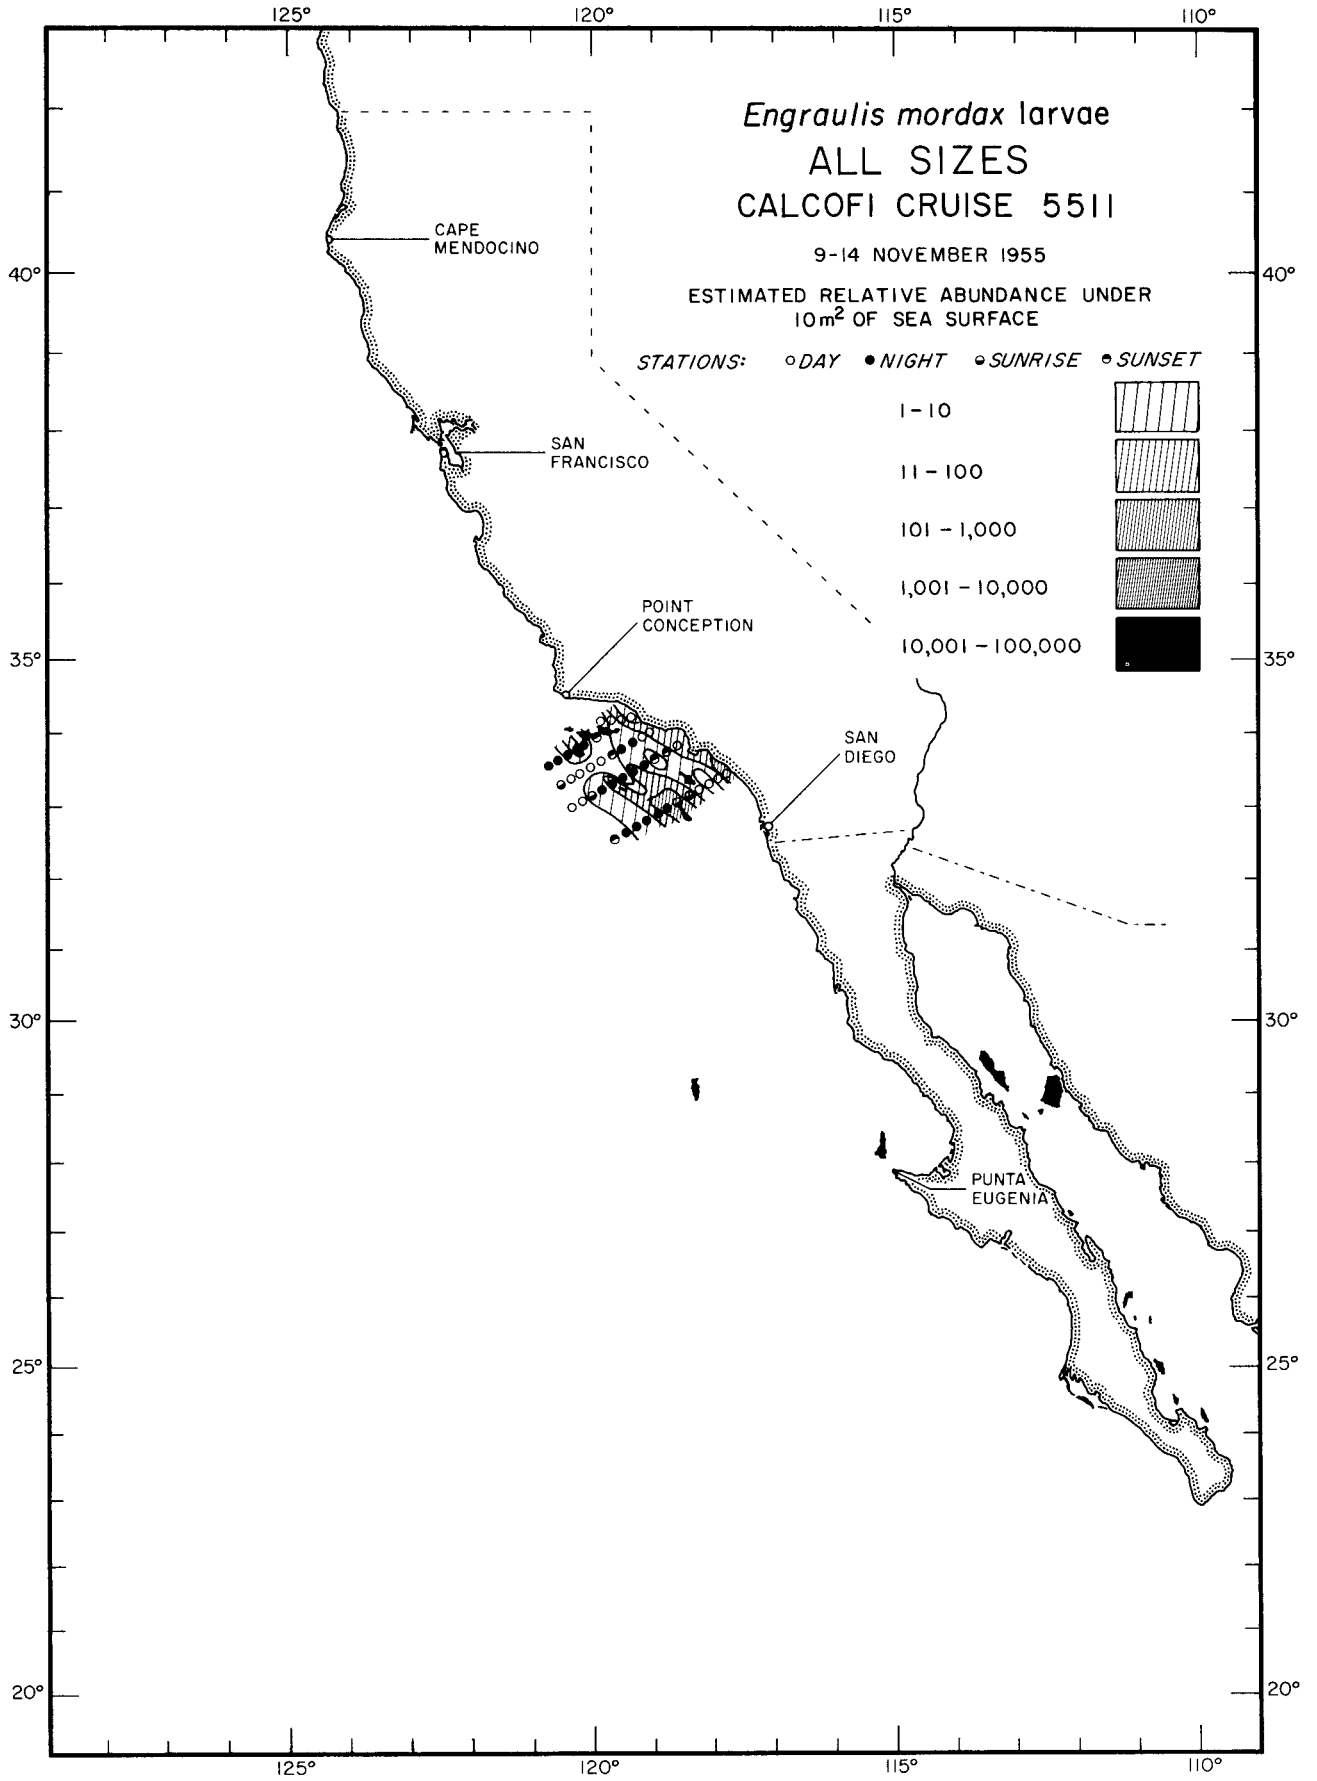 125° 120° 115° 110°
Engraulis mordax larvae
ALL SIZES
CALCOFI CRUISE 5511
9-14 NOVEMBER 1955
ESTIMATED RELATIVE ABUNDANCE UNDER
10m² OF SEA SURFACE
STATIONS: DAY NIGHT SUNRISE SUNSET
1-10
11-100
101-1,000
1,001-10,000
10,001-100,000
CAPE
MENDOCINO
40° 40°
SAN
FRANCISCO
POINT
CONCEPTION
35° 35°
SAN
DIEGO
30° 30°
PUNTA
EUGENIA
25° 25°
20° 20°
125° 120° 115° 110°